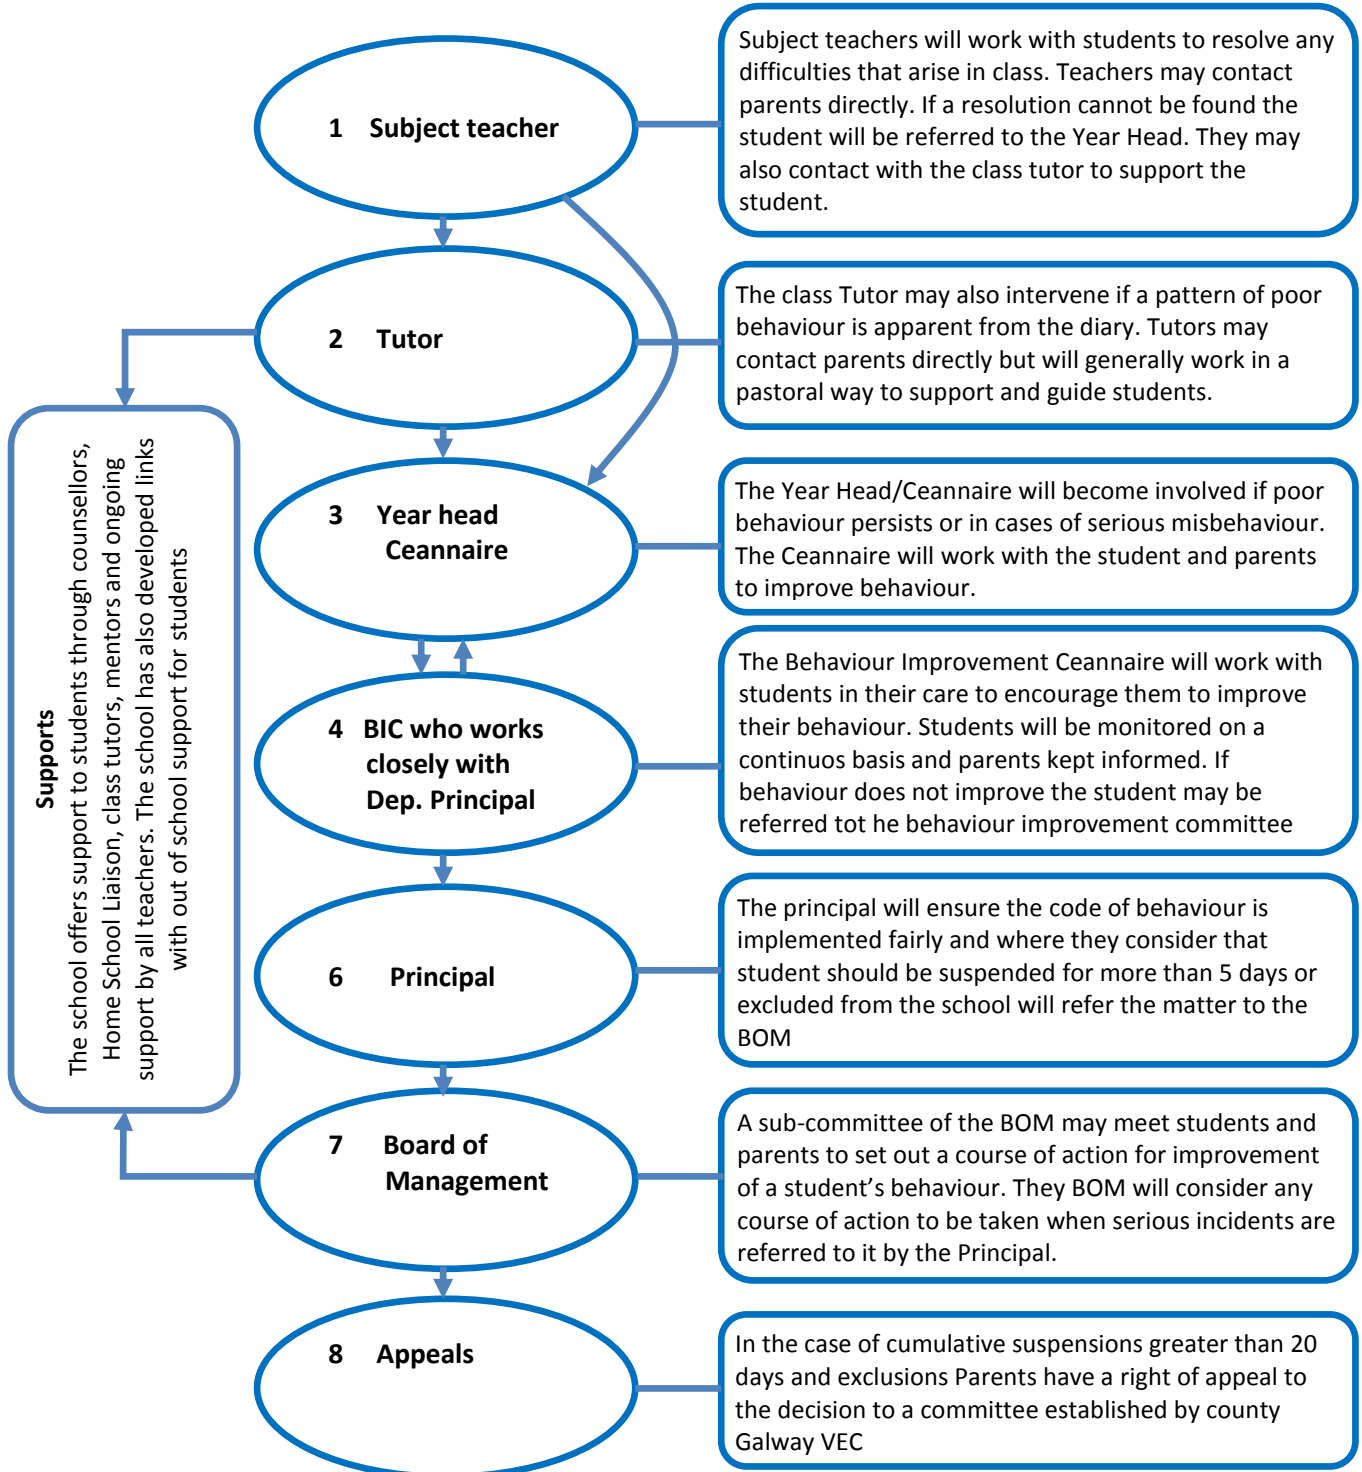 1 Subject teacher
Subject teachers will work with students to resolve any
difficulties that arise in class. Teachers may contact
parents directly. If a resolution cannot be found the
student will be referred to the Year Head. They may
also contact with the class tutor to support the
student.
2 Tutor
The class Tutor may also intervene if a pattern of poor
behaviour is apparent from the diary. Tutors may
contact parents directly but will generally work in a
pastoral way to support and guide students.
Supports
The school offers support to students through counsellors,
Home School Liaison, class tutors, mentors and ongoing
support by all teachers. The school has also developed links
with out of school support for students
3 Year head
Ceannaire
The Year Head/Ceannaire will become involved if poor
behaviour persists or in cases of serious misbehaviour.
The Ceannaire will work with the student and parents
to improve behaviour.
4 BIC who works
closely with
Dep. Principal
The Behaviour Improvement Ceannaire will work with
students in their care to encourage them to improve
their behaviour. Students will be monitored on a
continuos basis and parents kept informed. If
behaviour does not improve the student may be
referred tot he behaviour improvement committee
6 Principal
The principal will ensure the code of behaviour is
implemented fairly and where they consider that
student should be suspended for more than 5 days or
excluded from the school will refer the matter to the
BOM
7 Board of
Management
A sub-committee of the BOM may meet students and
parents to set out a course of action for improvement
of a student’s behaviour. They BOM will consider any
course of action to be taken when serious incidents are
referred to it by the Principal.
8 Appeals
In the case of cumulative suspensions greater than 20
days and exclusions Parents have a right of appeal to
the decision to a committee established by county
Galway VEC